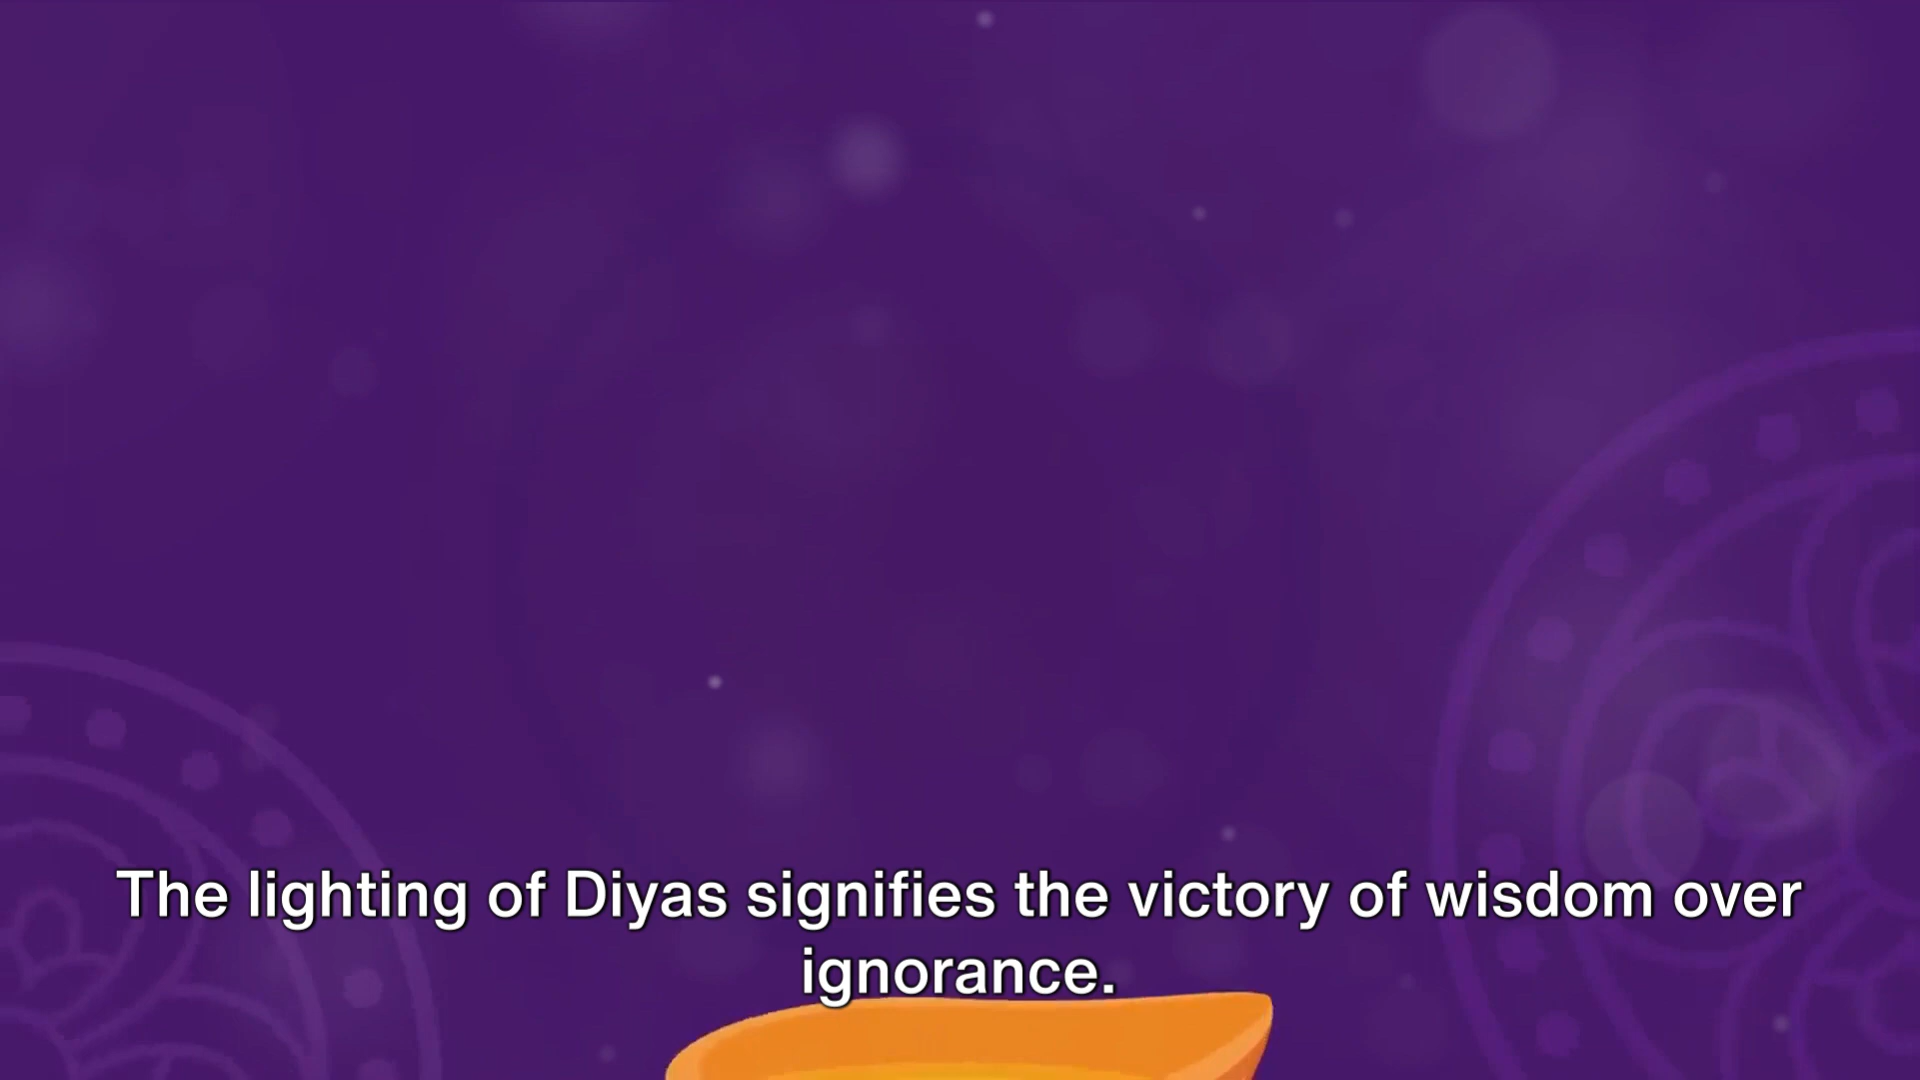 The lighting of Diyas signifies the victory of wisdom over
ignorance.